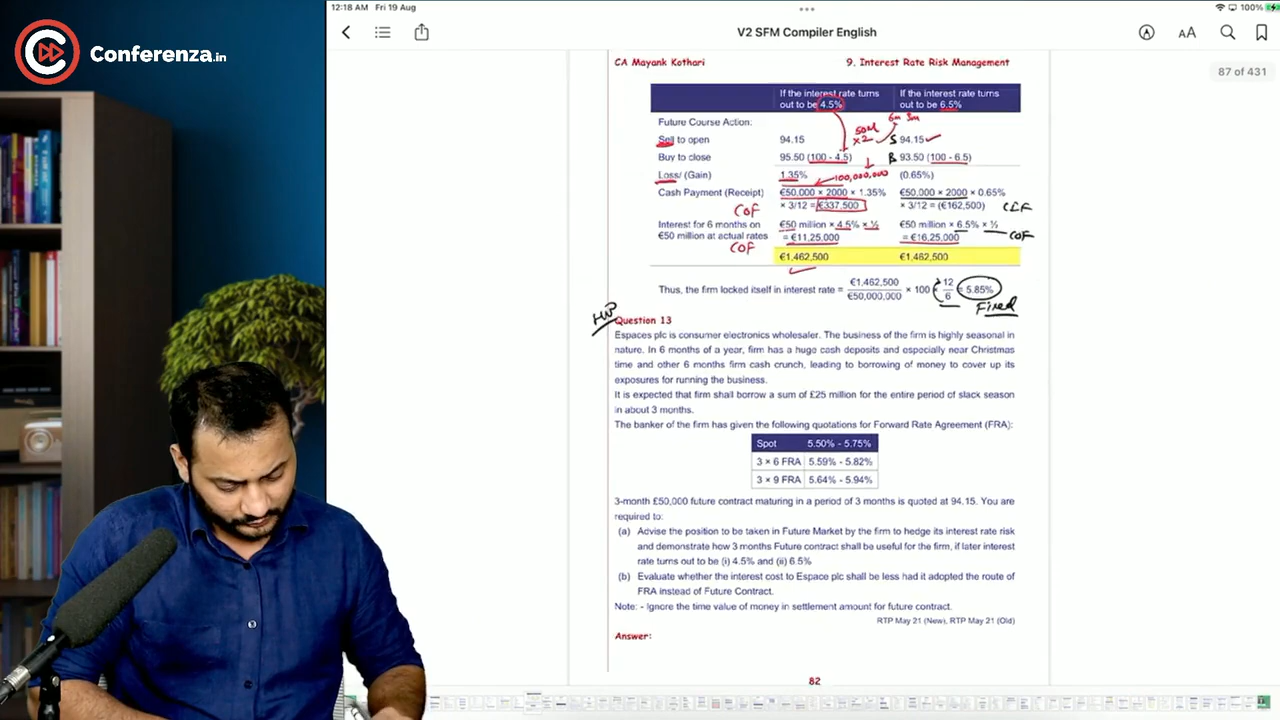 12:18 AM Fri 19 Aug
100%
Conferenza.in
V2 SFM Compiler English
AA
87 of 431
CA Mayank Kothari
9. Interest Rate Risk Management
If the interest rate turns out to be 4.5%
If the interest rate turns out to be 6.5%
6m 3m
Future Course Action:
50M
×2
Sell to open 94.15 S 94.15
Buy to close 95.50 (100 - 4.5) B 93.50 (100 - 6.5)
Loss/ (Gain) 1.35% 100,000,000 (0.65%)
Cash Payment (Receipt) €50,000 × 2000 × 1.35% €50,000 × 2000 × 0.65%
COF × 3/12 = €337,500 × 3/12 = (€162,500) CIF
Interest for 6 months on €50 million × 4.5% × ½ €50 million × 6.5% × ½
€50 million at actual rates = €11,25,000 = €16,25,000 COF
COF
€1,462,500 €1,462,500
Thus, the firm locked itself in interest rate = €1,462,500 / €50,000,000 × 100 × 12/6 = 5.85%
Fixed
HW
Question 13
Espaces plc is consumer electronics wholesaler. The business of the firm is highly seasonal in
nature. In 6 months of a year, firm has a huge cash deposits and especially near Christmas
time and other 6 months firm cash crunch, leading to borrowing of money to cover up its
exposures for running the business.
It is expected that firm shall borrow a sum of £25 million for the entire period of slack season
in about 3 months.
The banker of the firm has given the following quotations for Forward Rate Agreement (FRA):
Spot 5.50% - 5.75%
3 × 6 FRA 5.59% - 5.82%
3 × 9 FRA 5.64% - 5.94%
3-month £50,000 future contract maturing in a period of 3 months is quoted at 94.15. You are
required to:
(a) Advise the position to be taken in Future Market by the firm to hedge its interest rate risk
and demonstrate how 3 months Future contract shall be useful for the firm, if later interest
rate turns out to be (i) 4.5% and (ii) 6.5%
(b) Evaluate whether the interest cost to Espace plc shall be less had it adopted the route of
FRA instead of Future Contract.
Note: - Ignore the time value of money in settlement amount for future contract.
RTP May 21 (New), RTP May 21 (Old)
Answer:
82